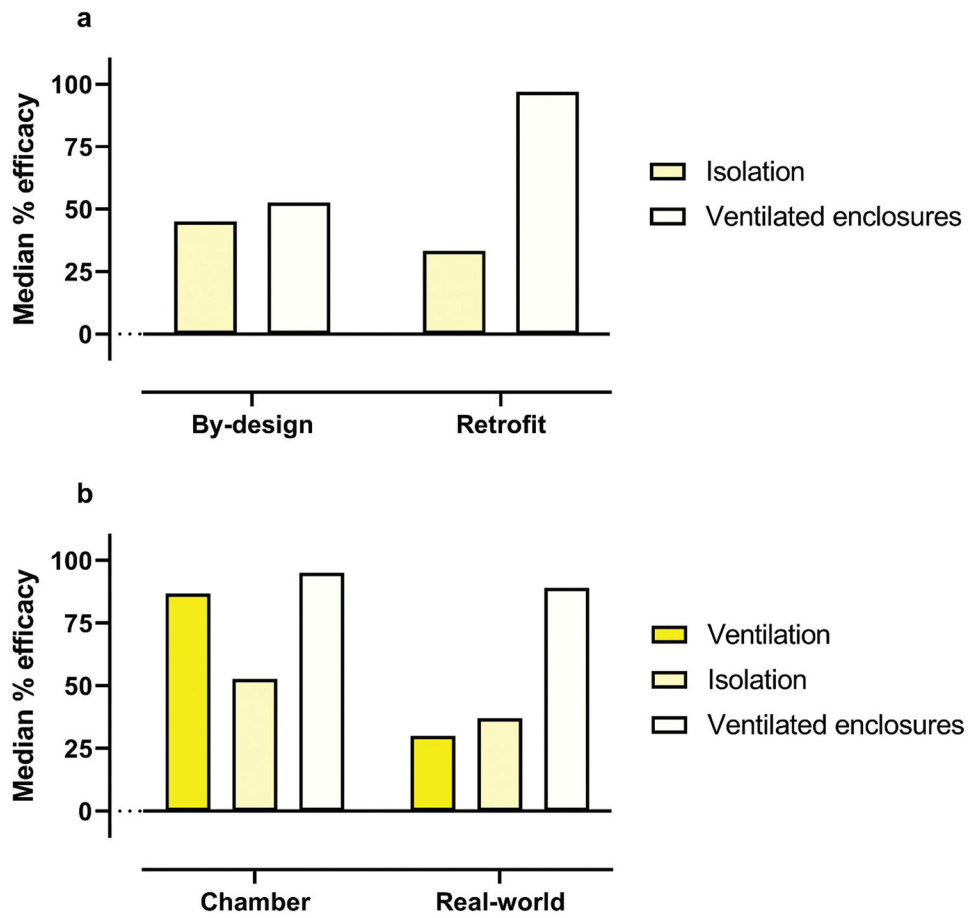 a
Median % efficacy
100
75
50
25
0
By-design
Retrofit
Isolation
Ventilated enclosures
b
Median % efficacy
100
75
50
25
0
Chamber
Real-world
Ventilation
Isolation
Ventilated enclosures